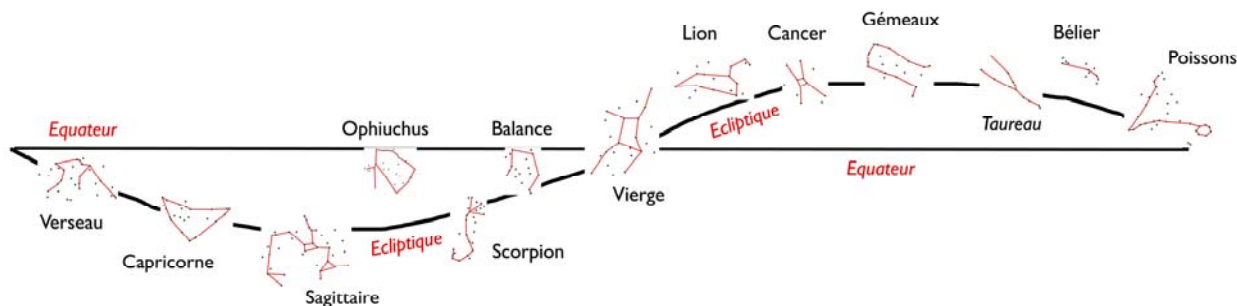 Gémeaux
Lion
Cancer
Bélier
Poissons
Ecliptique
Taureau
Equateur
Ophiuchus
Balance
Equateur
Vierge
Verseau
Ecliptique
Scorpion
Capricorne
Sagittaire